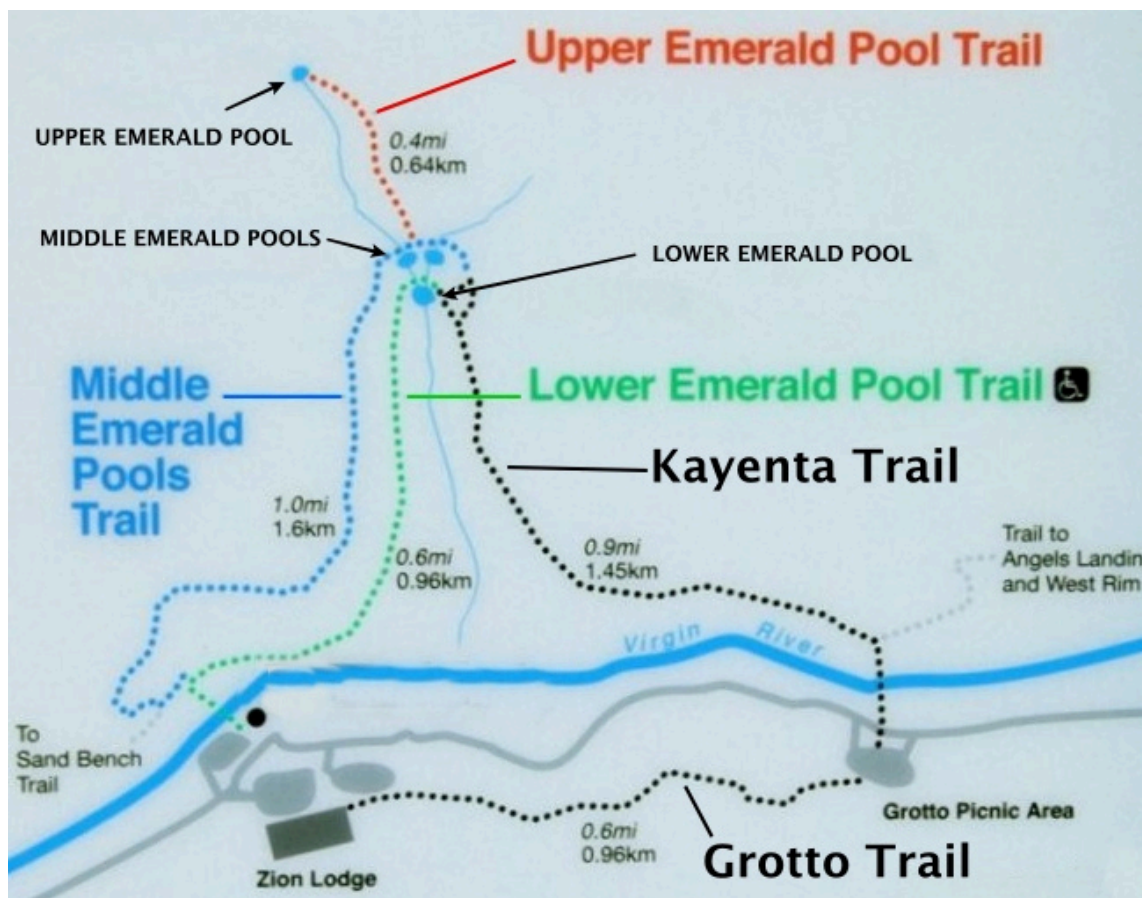 Upper Emerald Pool Trail
UPPER EMERALD POOL
0.4mi
0.64km
MIDDLE EMERALD POOLS
LOWER EMERALD POOL
Middle
Emerald
Pools
Trail
Lower Emerald Pool Trail
Kayenta Trail
1.0mi
1.6km
0.6mi
0.96km
0.9mi
1.45km
Trail to
Angels Landin
and West Rim
Virgin River
To
Sand Bench
Trail
Grotto Picnic Area
0.6mi
0.96km
Grotto Trail
Zion Lodge